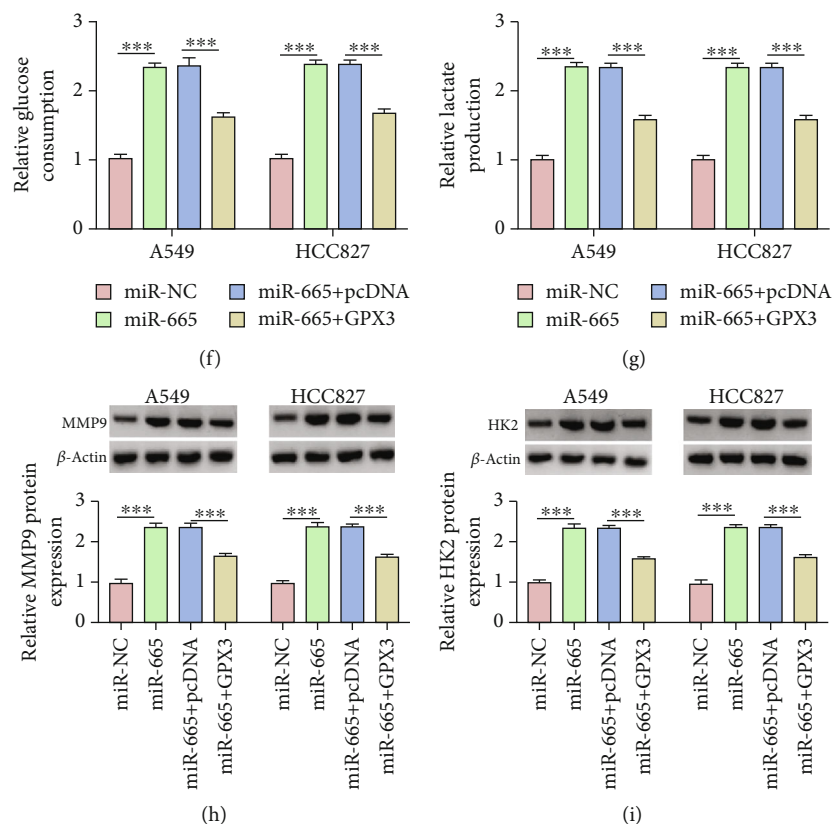 Relative glucose
consumption
3
2
1
0
*** *** *** ***
A549 HCC827
miR-NC miR-665+pcDNA
miR-665 miR-665+GPX3
(f)
Relative lactate
production
3
2
1
0
*** *** *** ***
A549 HCC827
miR-NC miR-665+pcDNA
miR-665 miR-665+GPX3
(g)
A549 HCC827
MMP9
β-Actin
Relative MMP9 protein
expression
3
2
1
0
*** *** *** ***
miR-NC
miR-665
miR-665+pcDNA
miR-665+GPX3
miR-NC
miR-665
miR-665+pcDNA
miR-665+GPX3
(h)
A549 HCC827
HK2
β-Actin
Relative HK2 protein
expression
3
2
1
0
*** *** *** ***
miR-NC
miR-665
miR-665+pcDNA
miR-665+GPX3
miR-NC
miR-665
miR-665+pcDNA
miR-665+GPX3
(i)